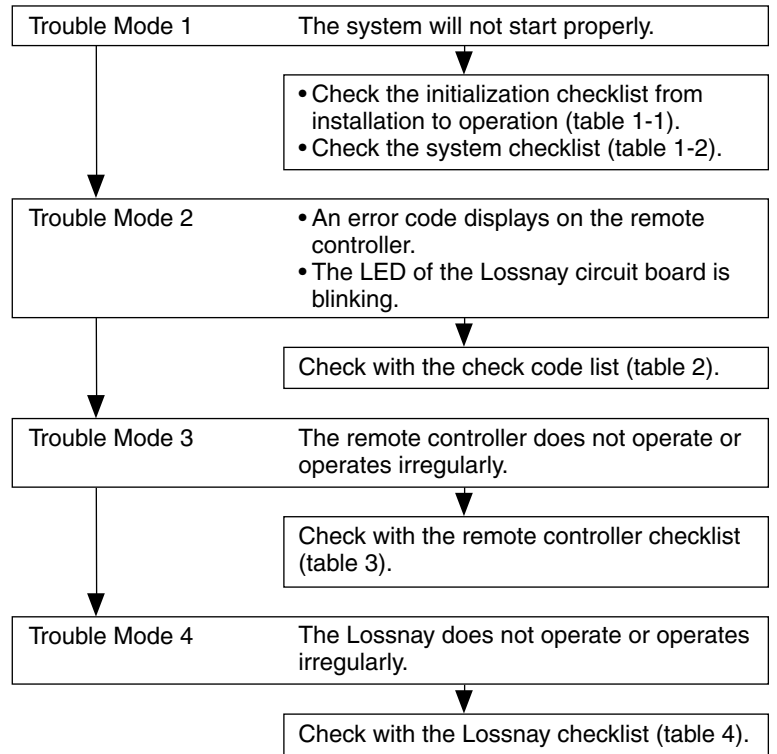 Trouble Mode 1 The system will not start properly.
• Check the initialization checklist from
installation to operation (table 1-1).
• Check the system checklist (table 1-2).
Trouble Mode 2 • An error code displays on the remote
controller.
• The LED of the Lossnay circuit board is
blinking.
Check with the check code list (table 2).
Trouble Mode 3 The remote controller does not operate or
operates irregularly.
Check with the remote controller checklist
(table 3).
Trouble Mode 4 The Lossnay does not operate or operates
irregularly.
Check with the Lossnay checklist (table 4).